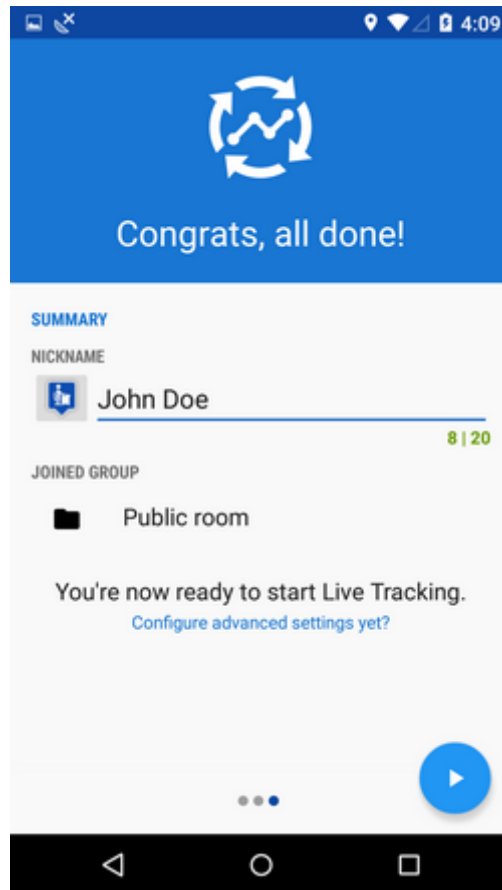 4:09
Congrats, all done!
SUMMARY
NICKNAME
John Doe
8 | 20
JOINED GROUP
Public room
You're now ready to start Live Tracking.
Configure advanced settings yet?